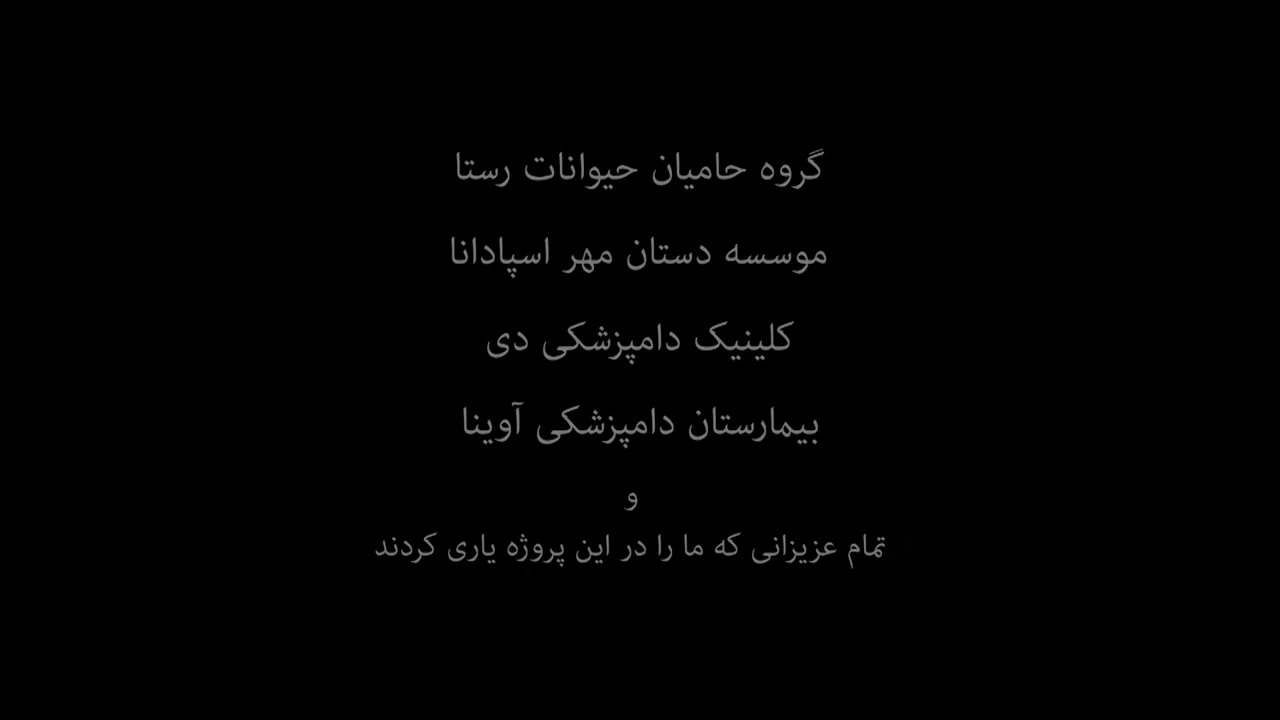 گروه حامیان حیوانات رستا
موسسه دستان مهر اسپادانا
کلینیک دامپزشکی دی
بیمارستان دامپزشکی آوینا
و
تمام عزیزانی که ما را در این پروژه یاری کردند